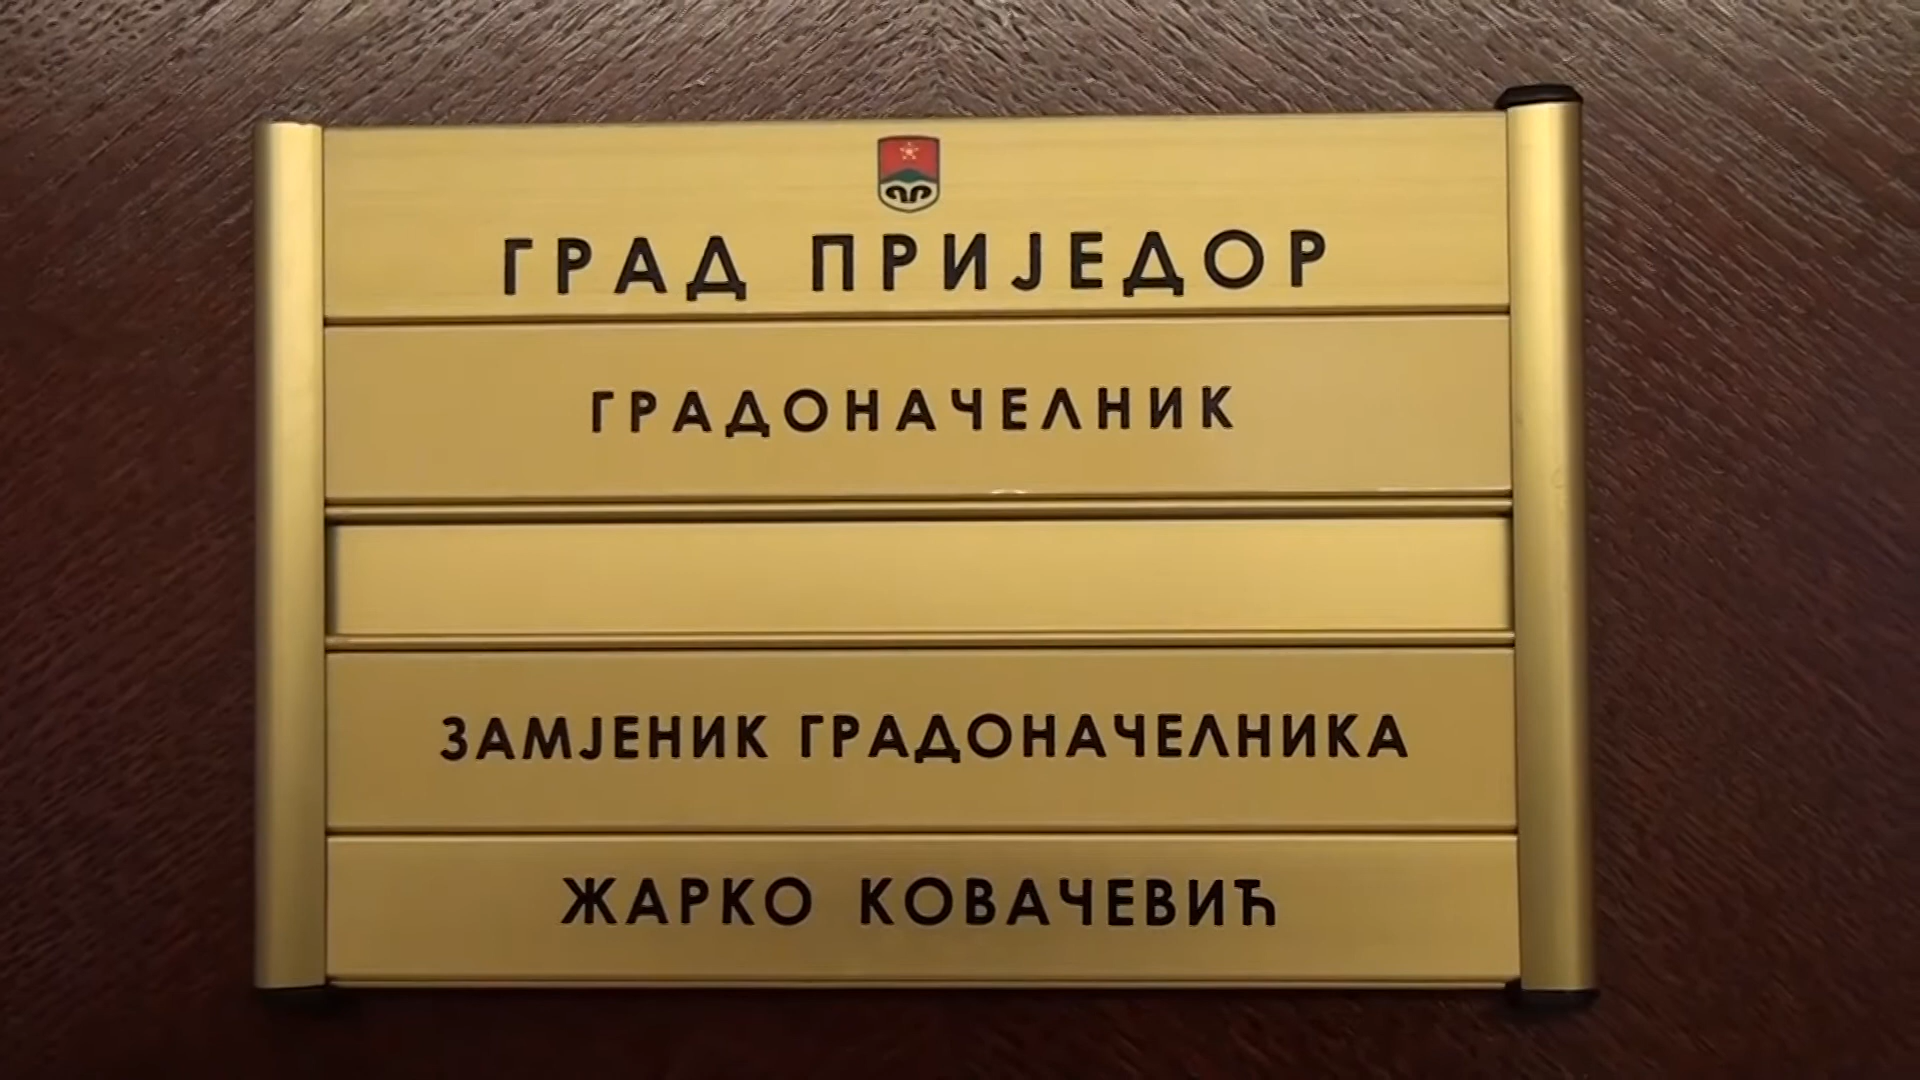 ГРАД ПРИЈЕДОР
ГРАДОНАЧЕЛНИК
ЗАМЈЕНИК ГРАДОНАЧЕЛНИКА
ЖАРКО КОВАЧЕВИЋ